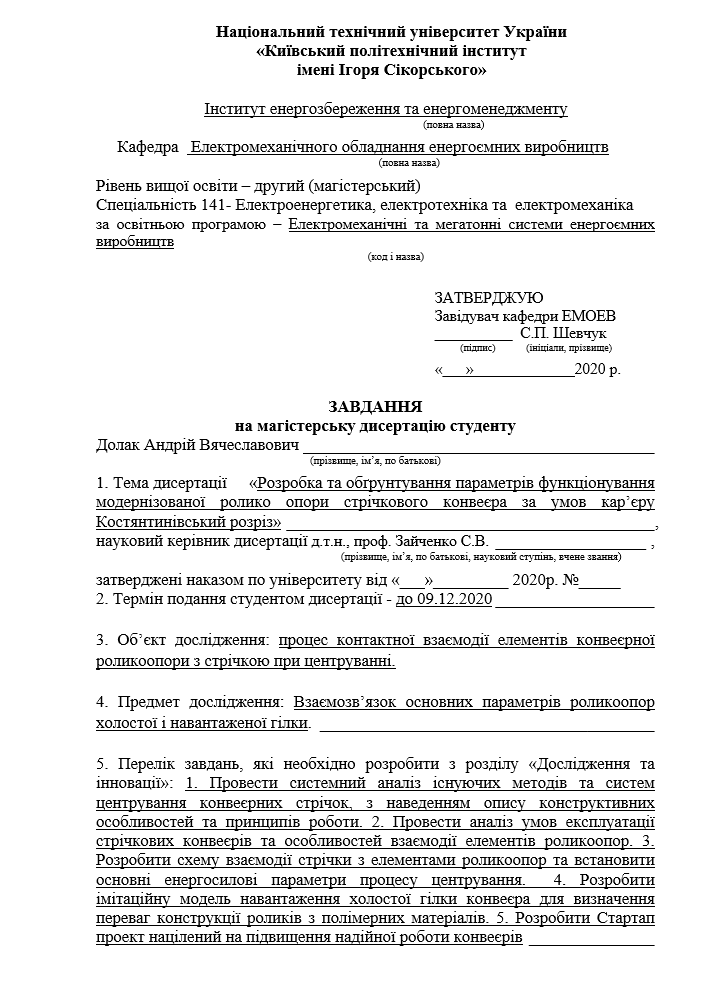 Національний технічний університет України
«Київський політехнічний інститут
імені Ігоря Сікорського»
Інститут енергозбереження та енергоменеджменту
(повна назва)
Кафедра Електромеханічного обладнання енергоємних виробництв
(повна назва)
Рівень вищої освіти – другий (магістерський)
Спеціальність 141- Електроенергетика, електротехніка та електромеханіка
за освітньою програмою – Електромеханічні та мегатонні системи енергоємних
виробництв
(код і назва)
ЗАТВЕРДЖУЮ
Завідувач кафедри ЕМОЕВ
__________ С.П. Шевчук
(підпис) (ініціали, прізвище)
«___»_____________2020 р.
ЗАВДАННЯ
на магістерську дисертацію студенту
Долак Андрій Вячеславович
(прізвище, ім’я, по батькові)
1. Тема дисертації «Розробка та обґрунтування параметрів функціонування
модернізованої ролико опори стрічкового конвеєра за умов кар’єру
Костянтинівський розріз» ,
науковий керівник дисертації д.т.н., проф. Зайченко С.В. ,
(прізвище, ім’я, по батькові, науковий ступінь, вчене звання)
затверджені наказом по університету від «___»_________ 2020р. №_____
2. Термін подання студентом дисертації - до 09.12.2020
3. Об’єкт дослідження: процес контактної взаємодії елементів конвеєрної
роликоопори з стрічкою при центруванні.
4. Предмет дослідження: Взаємозв’язок основних параметрів роликоопор
холостої і навантаженої гілки.
5. Перелік завдань, які необхідно розробити з розділу «Дослідження та
інновації»: 1. Провести системний аналіз існуючих методів та систем
центрування конвеєрних стрічок, з наведенням опису конструктивних
особливостей та принципів роботи. 2. Провести аналіз умов експлуатації
стрічкових конвеєрів та особливостей взаємодії елементів роликоопор. 3.
Розробити схему взаємодії стрічки з елементами роликоопор та встановити
основні енергосилові параметри процесу центрування. 4. Розробити
імітаційну модель навантаження холостої гілки конвеєра для визначення
переваг конструкції роликів з полімерних матеріалів. 5. Розробити Стартап
проект націлений на підвищення надійної роботи конвеєрів